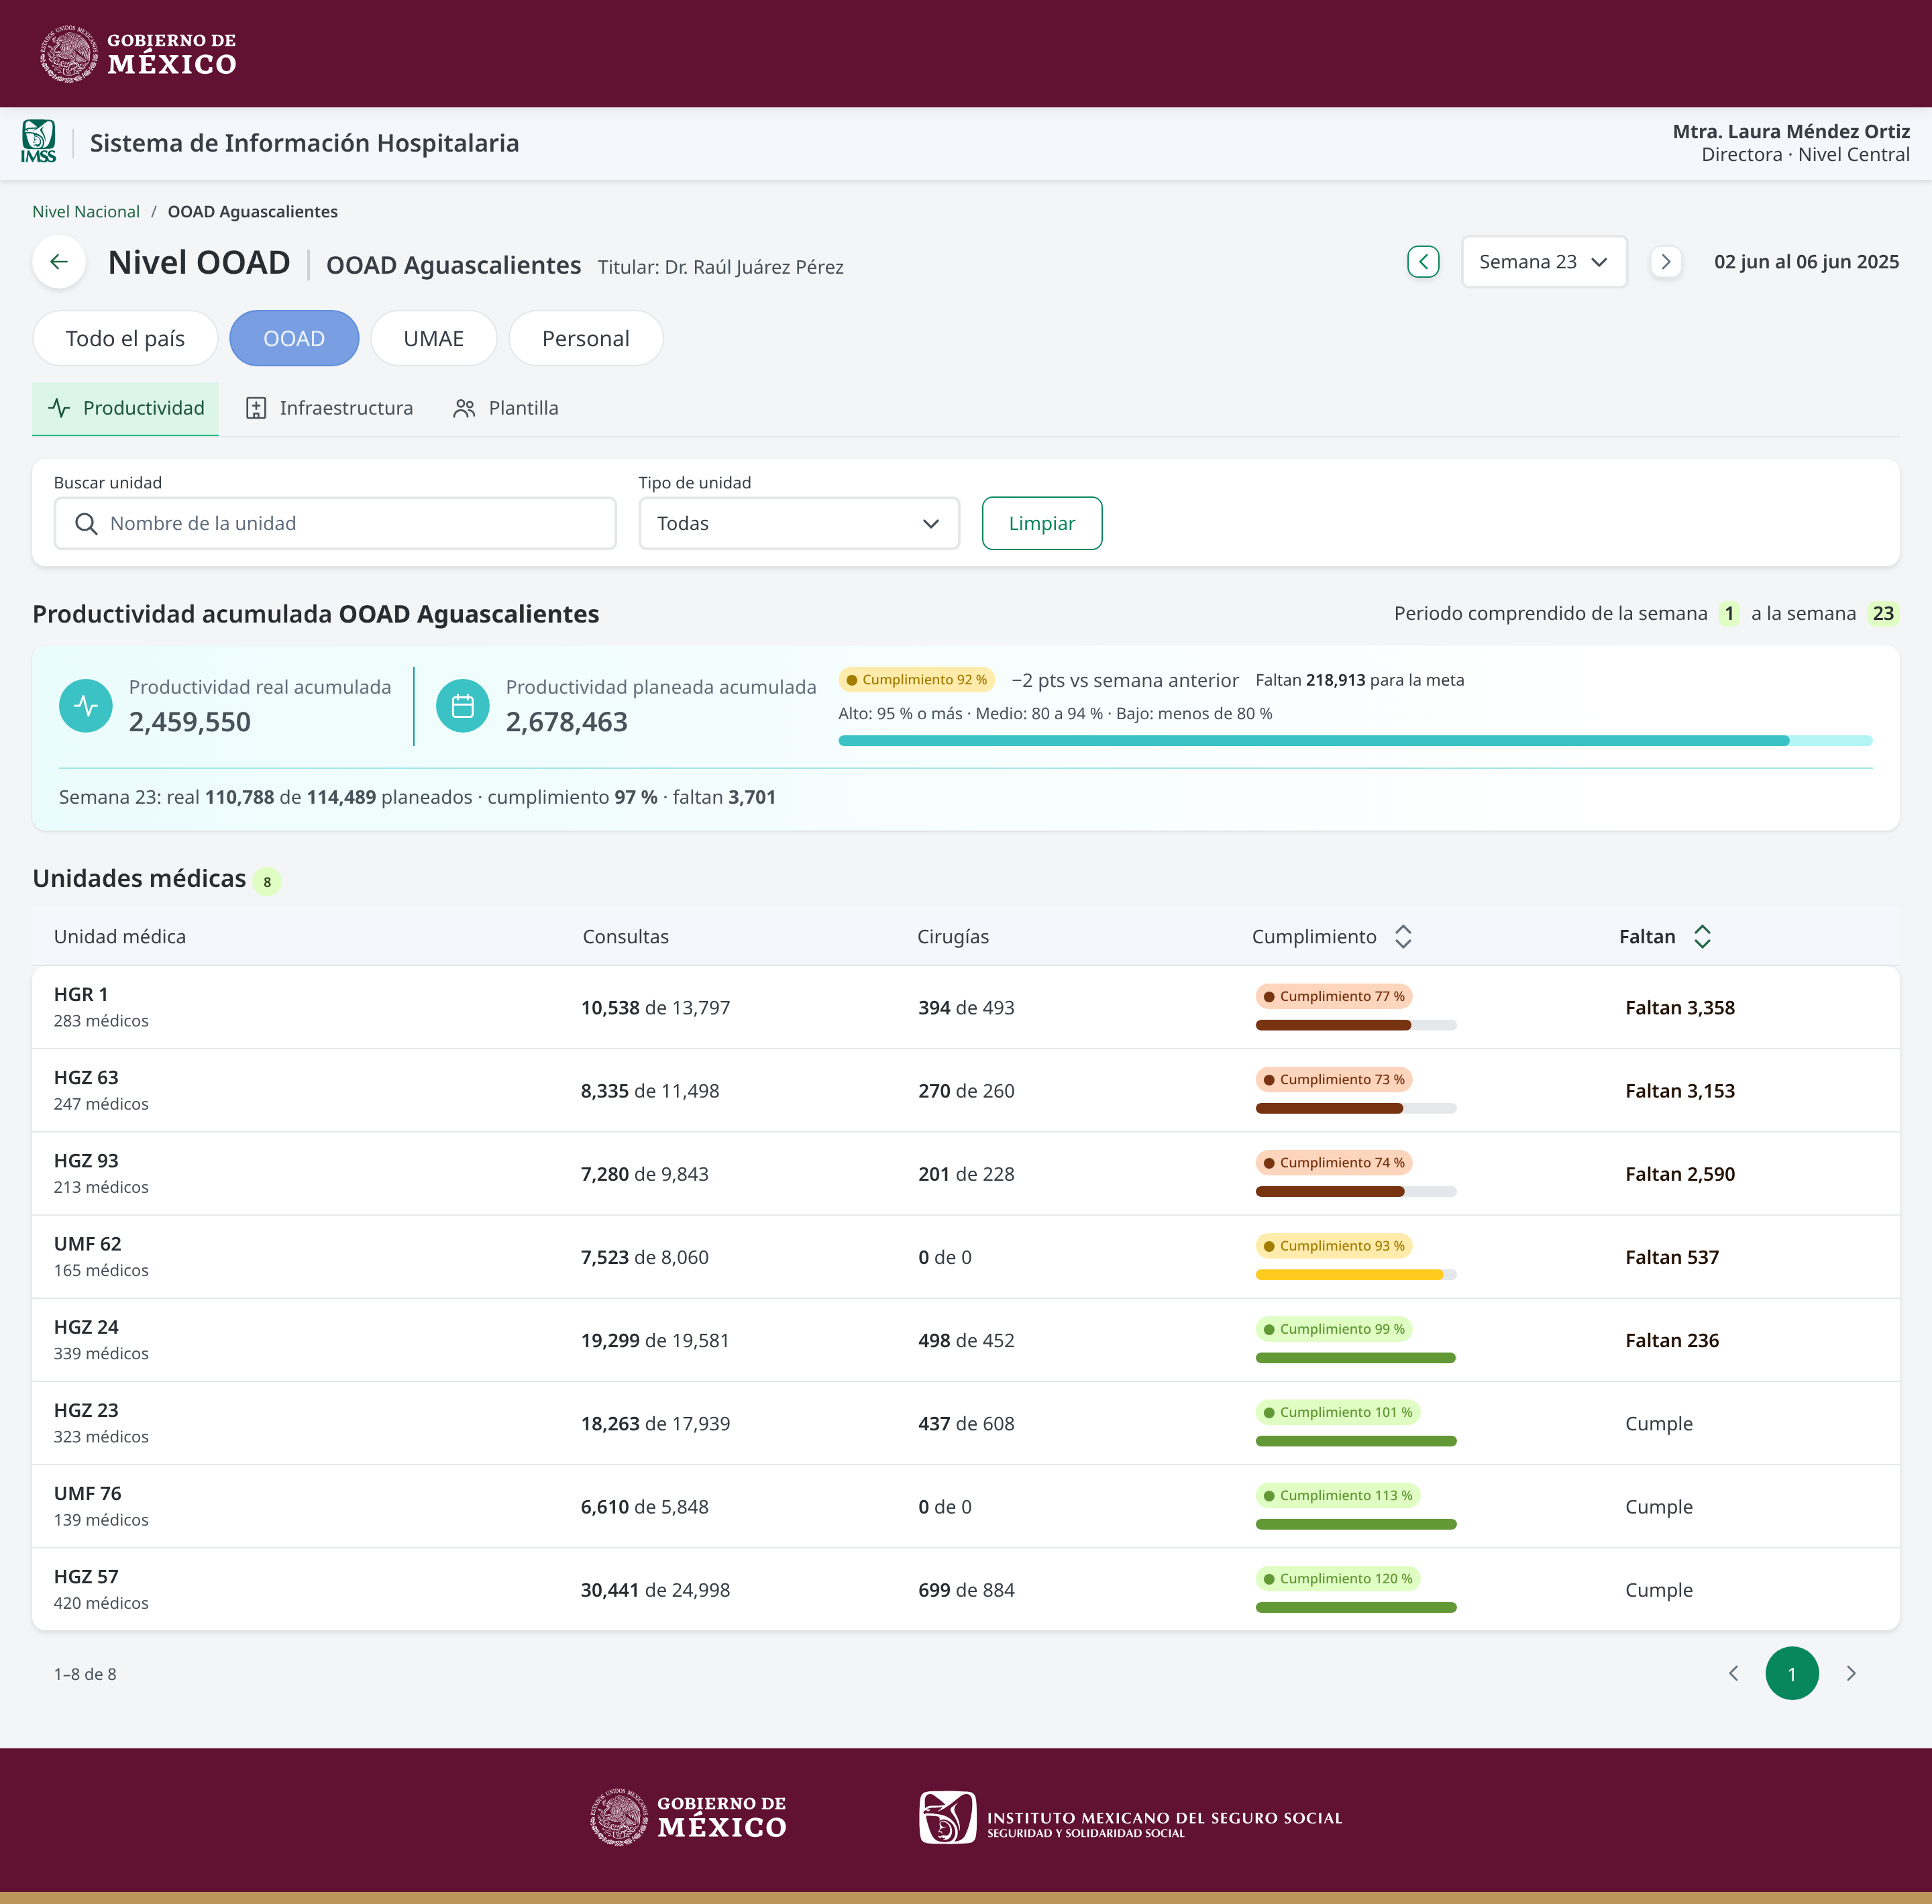 GOBIERNO DE
MÉXICO
IMSS
Sistema de Información Hospitalaria
Mtra. Laura Méndez Ortiz
Directora · Nivel Central
Nivel Nacional / OOAD Aguascalientes
Nivel OOAD | OOAD Aguascalientes Titular: Dr. Raúl Juárez Pérez
Semana 23
02 jun al 06 jun 2025
Todo el país OOAD UMAE Personal
Productividad Infraestructura Plantilla
Buscar unidad
Nombre de la unidad
Tipo de unidad
Todas
Limpiar
Productividad acumulada OOAD Aguascalientes
Periodo comprendido de la semana 1 a la semana 23
Productividad real acumulada
2,459,550
Productividad planeada acumulada
2,678,463
Cumplimiento 92 % −2 pts vs semana anterior Faltan 218,913 para la meta
Alto: 95 % o más · Medio: 80 a 94 % · Bajo: menos de 80 %
Semana 23: real 110,788 de 114,489 planeados · cumplimiento 97 % · faltan 3,701
Unidades médicas 8
Unidad médica Consultas Cirugías Cumplimiento Faltan
HGR 1
283 médicos
10,538 de 13,797
394 de 493
Cumplimiento 77 %
Faltan 3,358
HGZ 63
247 médicos
8,335 de 11,498
270 de 260
Cumplimiento 73 %
Faltan 3,153
HGZ 93
213 médicos
7,280 de 9,843
201 de 228
Cumplimiento 74 %
Faltan 2,590
UMF 62
165 médicos
7,523 de 8,060
0 de 0
Cumplimiento 93 %
Faltan 537
HGZ 24
339 médicos
19,299 de 19,581
498 de 452
Cumplimiento 99 %
Faltan 236
HGZ 23
323 médicos
18,263 de 17,939
437 de 608
Cumplimiento 101 %
Cumple
UMF 76
139 médicos
6,610 de 5,848
0 de 0
Cumplimiento 113 %
Cumple
HGZ 57
420 médicos
30,441 de 24,998
699 de 884
Cumplimiento 120 %
Cumple
1–8 de 8
1
GOBIERNO DE
MÉXICO
INSTITUTO MEXICANO DEL SEGURO SOCIAL
SEGURIDAD Y SOLIDARIDAD SOCIAL